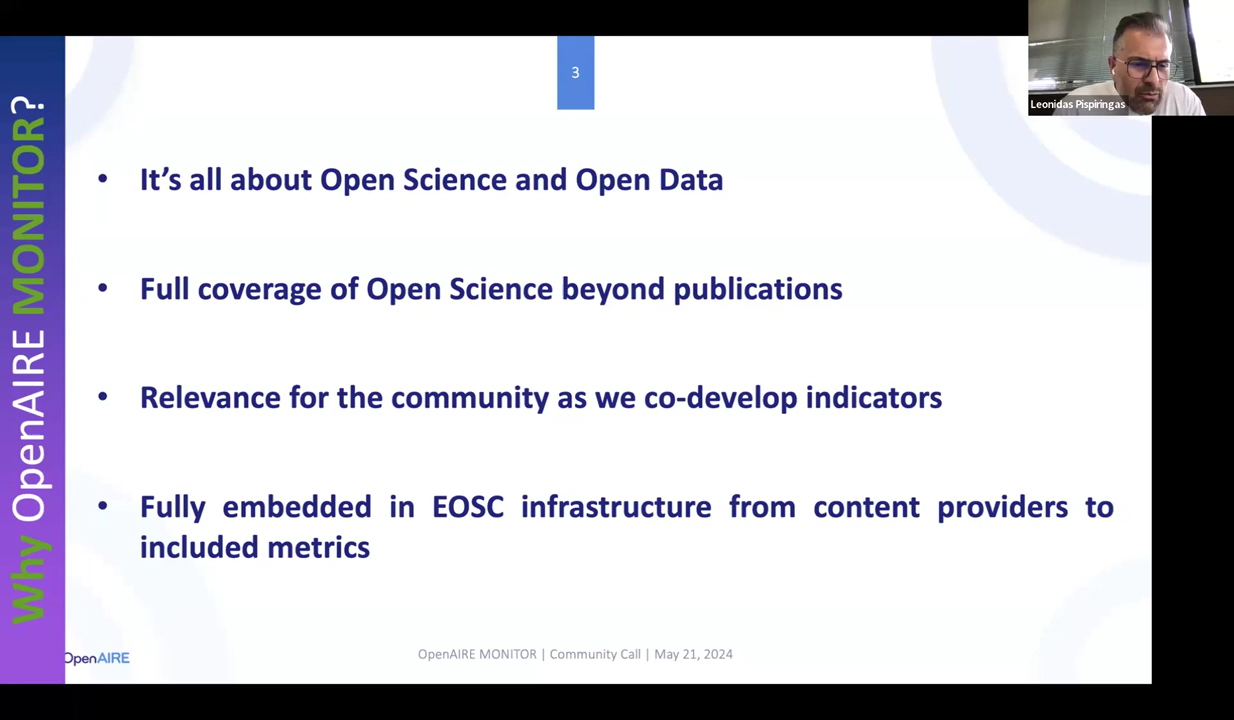 Why OpenAIRE MONITOR?
3
Leonidas Pispiringas
• It’s all about Open Science and Open Data
• Full coverage of Open Science beyond publications
• Relevance for the community as we co-develop indicators
• Fully embedded in EOSC infrastructure from content providers to
included metrics
OpenAIRE
OpenAIRE MONITOR | Community Call | May 21, 2024